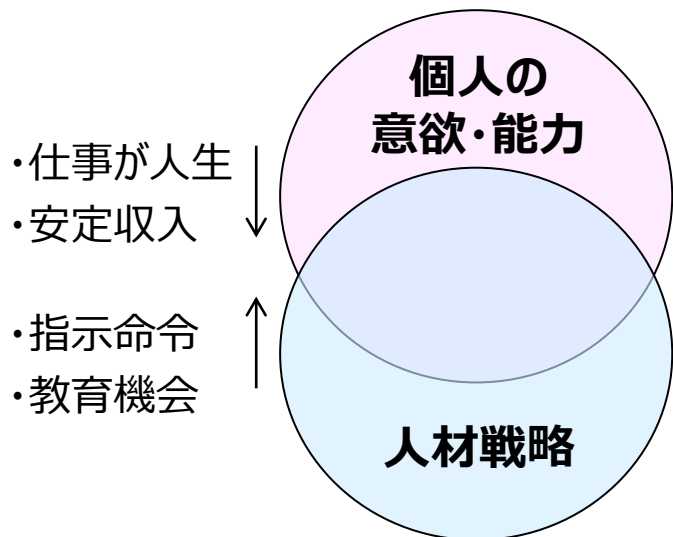 個人の
意欲・能力
・仕事が人生
・安定収入
・指示命令
・教育機会
人材戦略